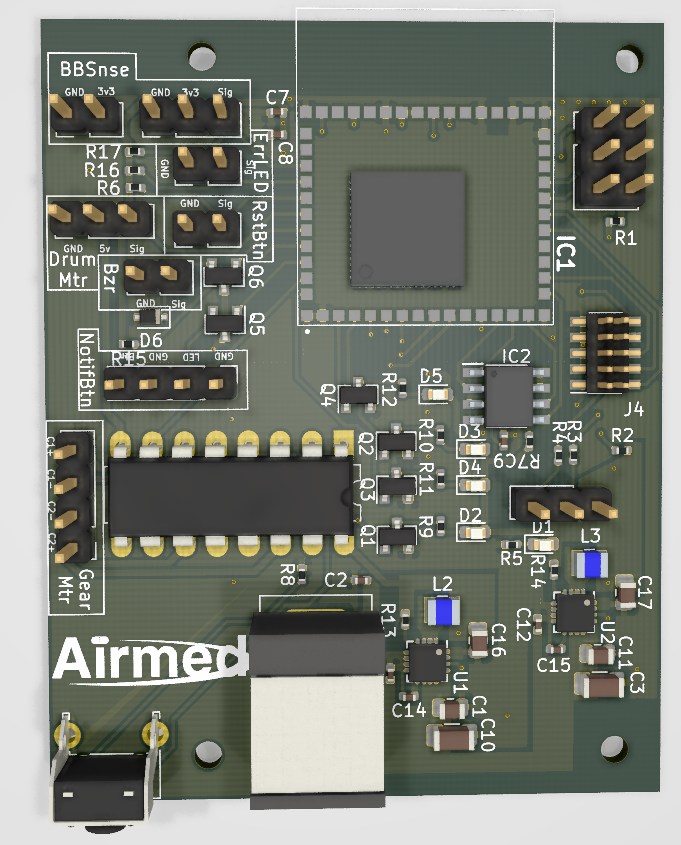 BBSnse
GND 3v3
GND 3v3 Sig
C7
C8
R17
R16
R6
GND
Sig
ErrLED
GND Sig
RstBtn
GND 5v Sig
Drum
Mtr
Bzr
GND Sig
Q6
Q5
D6
R15
NotifBtn
GND LED GND
IC1
R1
IC2
J4
D5
R12
Q4
D3
D4
D2
R10
R11
R9
Q2
Q3
Q1
R7
C9
R4
R3
R2
D1
R5
L3
R14
C1+
C1-
C2-
C2+
Gear
Mtr
R8
C2
R13
L2
C16
C12
C15
U2
C17
C11
C3
U1
C14
C1
C10
Airmed